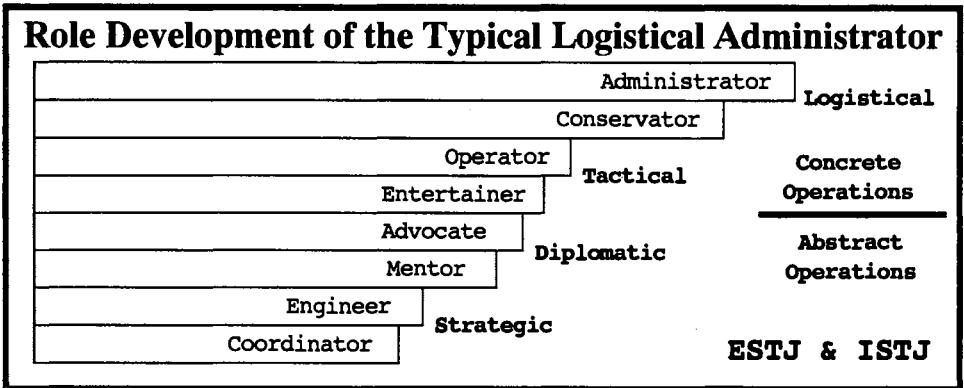 Role Development of the Typical Logistical Administrator
Administrator
Logistical
Conservator
Operator
Tactical
Entertainer
Advocate
Diplomatic
Mentor
Engineer
Strategic
Coordinator
Concrete
Operations
Abstract
Operations
ESTJ & ISTJ